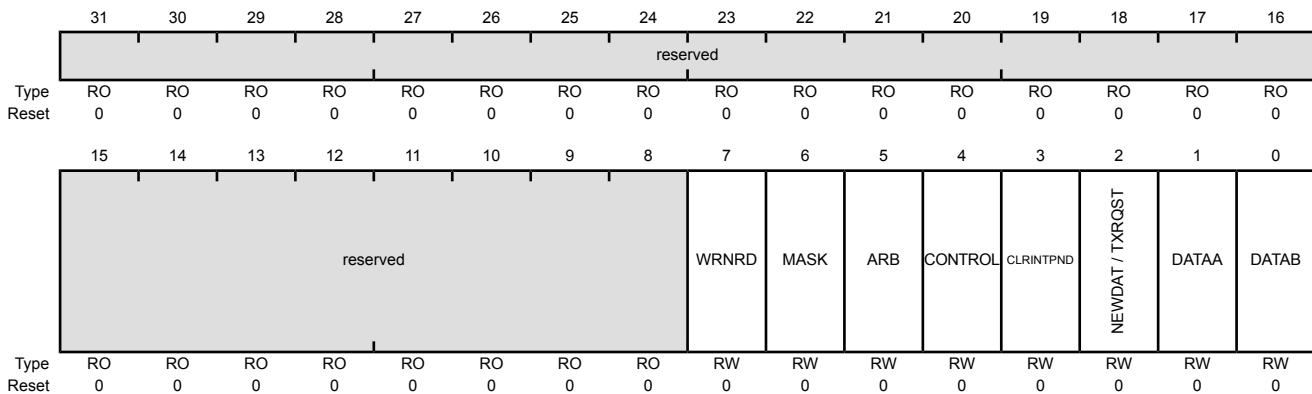 31 30 29 28 27 26 25 24 23 22 21 20 19 18 17 16
reserved
Type RO RO RO RO RO RO RO RO RO RO RO RO RO RO RO RO
Reset 0 0 0 0 0 0 0 0 0 0 0 0 0 0 0 0
15 14 13 12 11 10 9 8 7 6 5 4 3 2 1 0
reserved WRNRD MASK ARB CONTROL CLRINTPND NEWDAT / TXRQST DATAA DATAB
Type RO RO RO RO RO RO RO RO RW RW RW RW RW RW RW RW
Reset 0 0 0 0 0 0 0 0 0 0 0 0 0 0 0 0